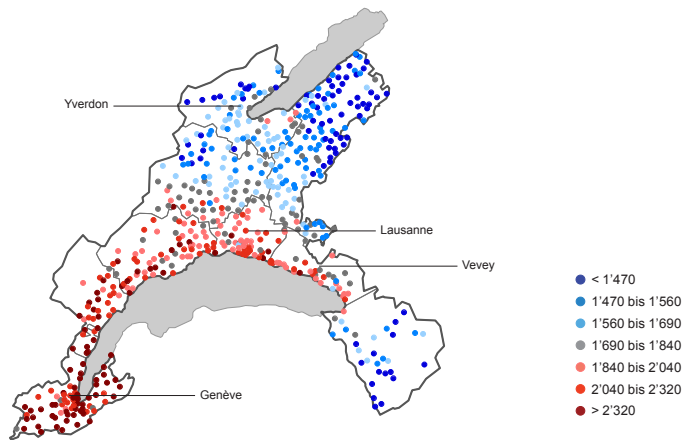 Yverdon
Lausanne
Vevey
Genève
< 1'470
1'470 bis 1'560
1'560 bis 1'690
1'690 bis 1'840
1'840 bis 2'040
2'040 bis 2'320
> 2'320